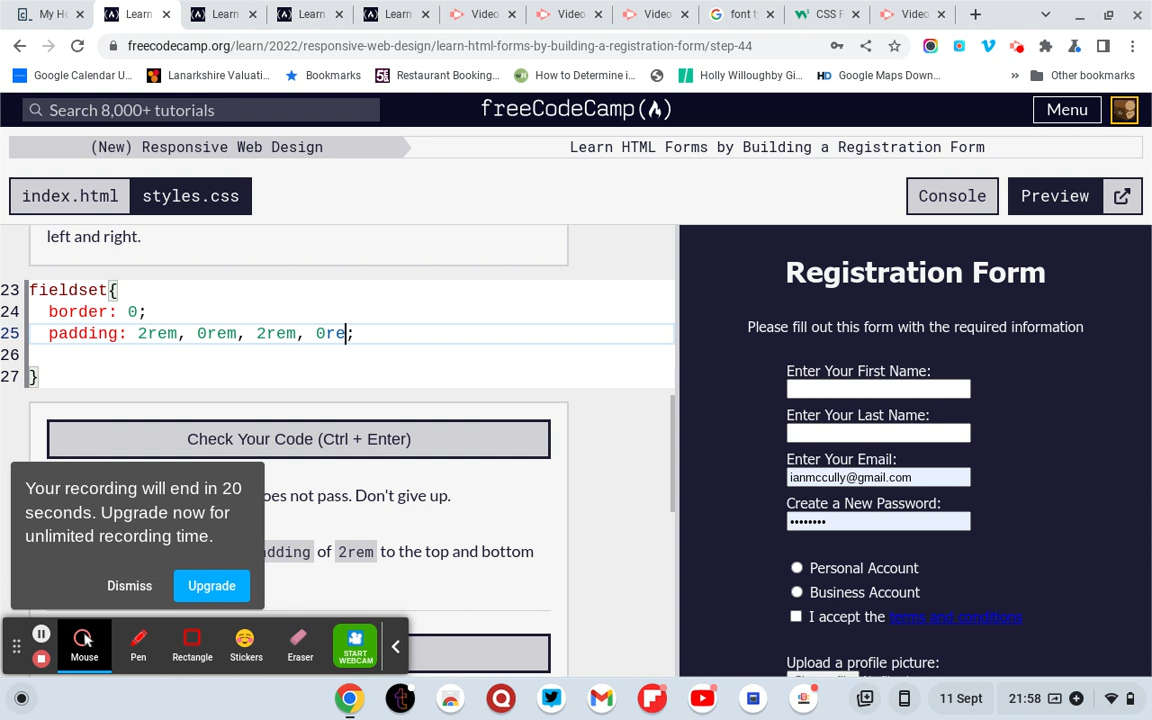 My Ho
Learn
Learn
Learn
Learn
Video
Video
Video
font t
CSS F
Video
freecodecamp.org/learn/2022/responsive-web-design/learn-html-forms-by-building-a-registration-form/step-44
Google Calendar U...
Lanarkshire Valuati...
Bookmarks
Restaurant Booking...
How to Determine i...
Holly Willoughby Gi...
HD Google Maps Down...
Other bookmarks
Search 8,000+ tutorials
freeCodeCamp
Menu
(New) Responsive Web Design
Learn HTML Forms by Building a Registration Form
index.html
styles.css
Console
Preview
left and right.
23 fieldset{
24 border: 0;
25 padding: 2rem, 0rem, 2rem, 0re;
26
27 }
Check Your Code (Ctrl + Enter)
oes not pass. Don't give up.
dding of 2rem to the top and bottom
Your recording will end in 20
seconds. Upgrade now for
unlimited recording time.
Dismiss
Upgrade
Mouse
Pen
Rectangle
Stickers
Eraser
START
WEBCAM
Registration Form
Please fill out this form with the required information
Enter Your First Name:
Enter Your Last Name:
Enter Your Email:
ianmccully@gmail.com
Create a New Password:
••••••••
Personal Account
Business Account
I accept the terms and conditions
Upload a profile picture:
11 Sept
21:58